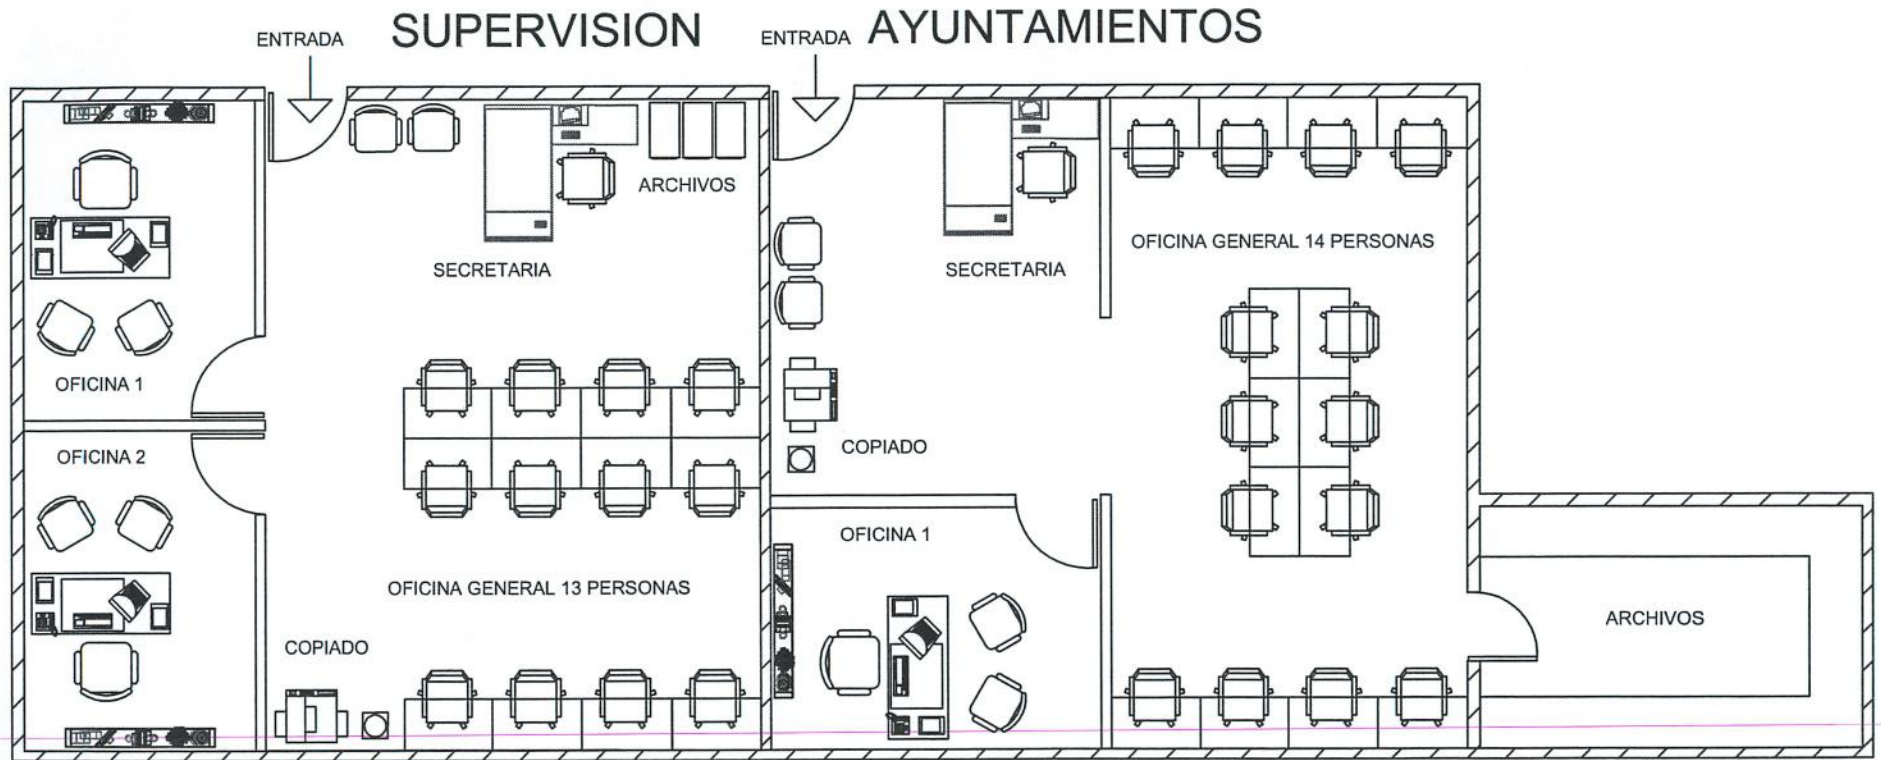 SUPERVISION
AYUNTAMIENTOS
ENTRADA
ENTRADA
ARCHIVOS
SECRETARIA
OFICINA 1
OFICINA 2
OFICINA GENERAL 13 PERSONAS
COPIADO
SECRETARIA
OFICINA GENERAL 14 PERSONAS
COPIADO
OFICINA 1
ARCHIVOS